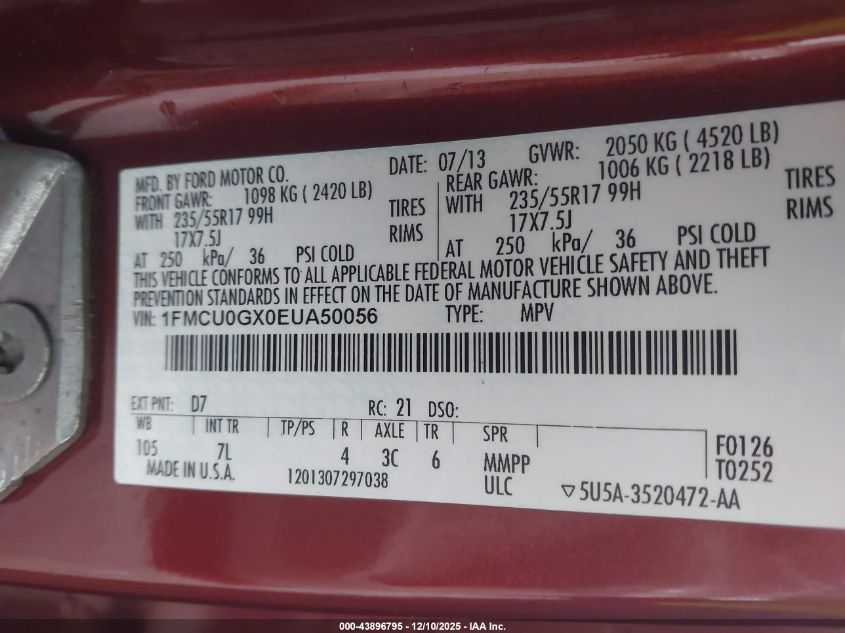 MFD. BY FORD MOTOR CO. DATE: 07/13 GVWR: 2050 KG ( 4520 LB)
FRONT GAWR: 1098 KG ( 2420 LB) REAR GAWR: 1006 KG ( 2218 LB)
WITH 235/55R17 99H TIRES WITH 235/55R17 99H TIRES
17X7.5J RIMS 17X7.5J RIMS
AT 250 kPa/ 36 PSI COLD AT 250 kPa/ 36 PSI COLD
THIS VEHICLE CONFORMS TO ALL APPLICABLE FEDERAL MOTOR VEHICLE SAFETY AND THEFT
PREVENTION STANDARDS IN EFFECT ON THE DATE OF MANUFACTURE SHOWN ABOVE.
VIN: 1FMCU0GX0EUA50056 TYPE: MPV
EXT PNT: D7 RC: 21 DSO:
WB INT TR TP/PS R AXLE TR SPR
105 7L 4 3C 6 MMPP F0126
MADE IN U.S.A. 1201307297038 ULC T0252
▽5U5A-3520472-AA
000-43896795 — 12/10/2025 — IAA Inc.